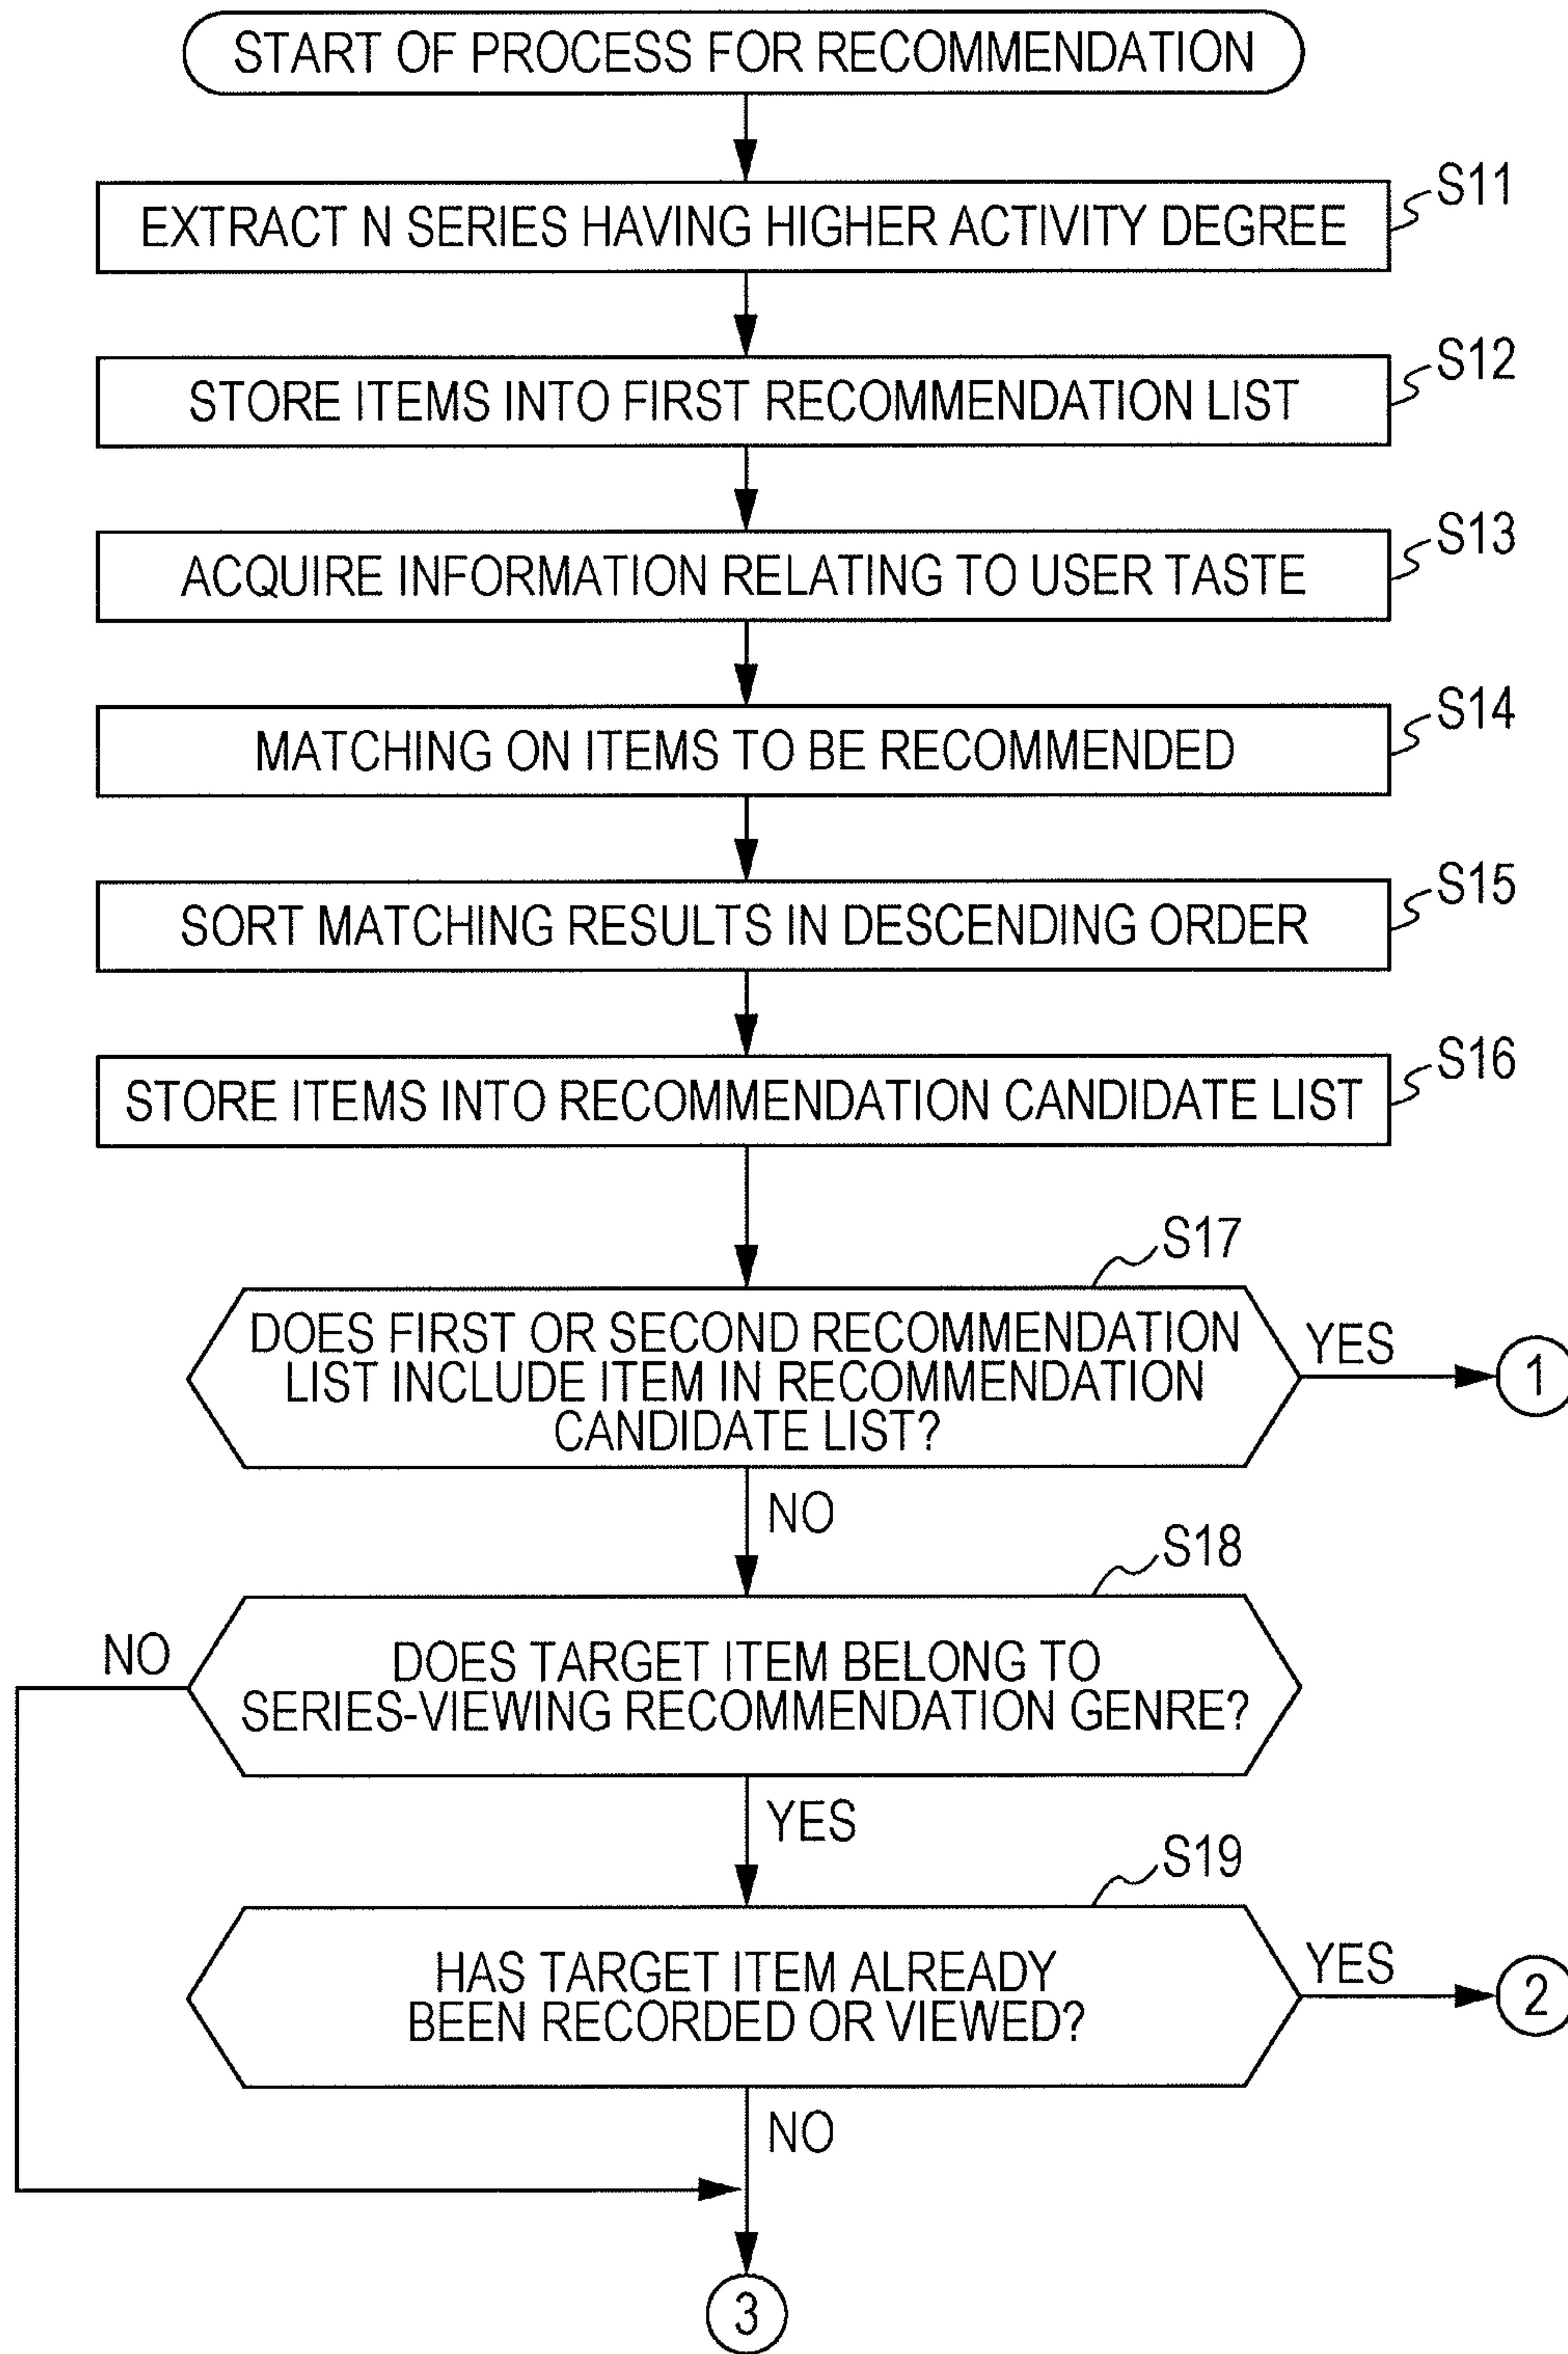 START OF PROCESS FOR RECOMMENDATION
S11
EXTRACT N SERIES HAVING HIGHER ACTIVITY DEGREE
S12
STORE ITEMS INTO FIRST RECOMMENDATION LIST
S13
ACQUIRE INFORMATION RELATING TO USER TASTE
S14
MATCHING ON ITEMS TO BE RECOMMENDED
S15
SORT MATCHING RESULTS IN DESCENDING ORDER
S16
STORE ITEMS INTO RECOMMENDATION CANDIDATE LIST
S17
DOES FIRST OR SECOND RECOMMENDATION
LIST INCLUDE ITEM IN RECOMMENDATION
CANDIDATE LIST?
YES
1
NO
S18
NO
DOES TARGET ITEM BELONG TO
SERIES-VIEWING RECOMMENDATION GENRE?
YES
S19
HAS TARGET ITEM ALREADY
BEEN RECORDED OR VIEWED?
YES
2
NO
3